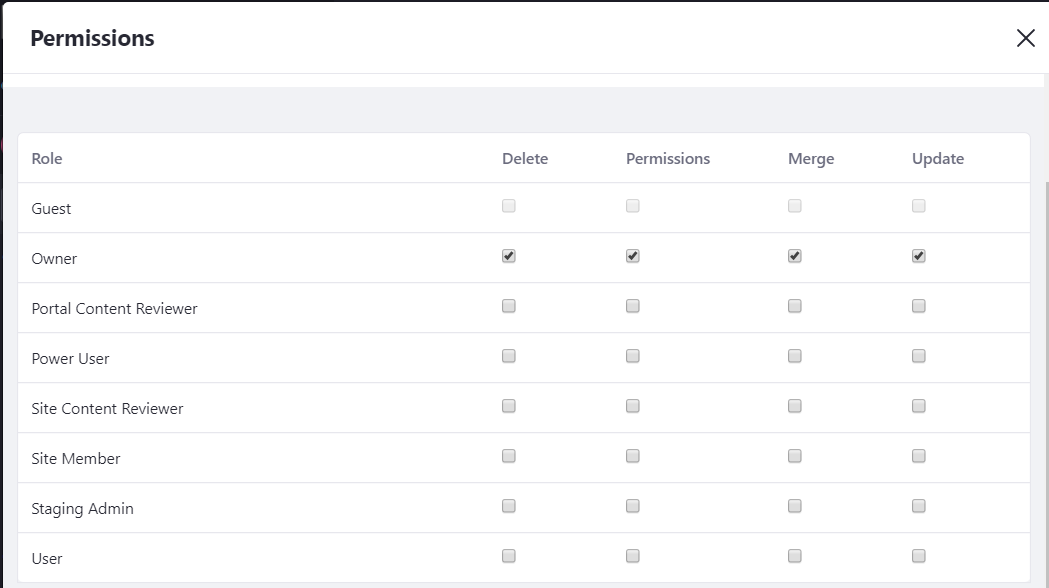 Permissions
Role Delete Permissions Merge Update
Guest
Owner
Portal Content Reviewer
Power User
Site Content Reviewer
Site Member
Staging Admin
User